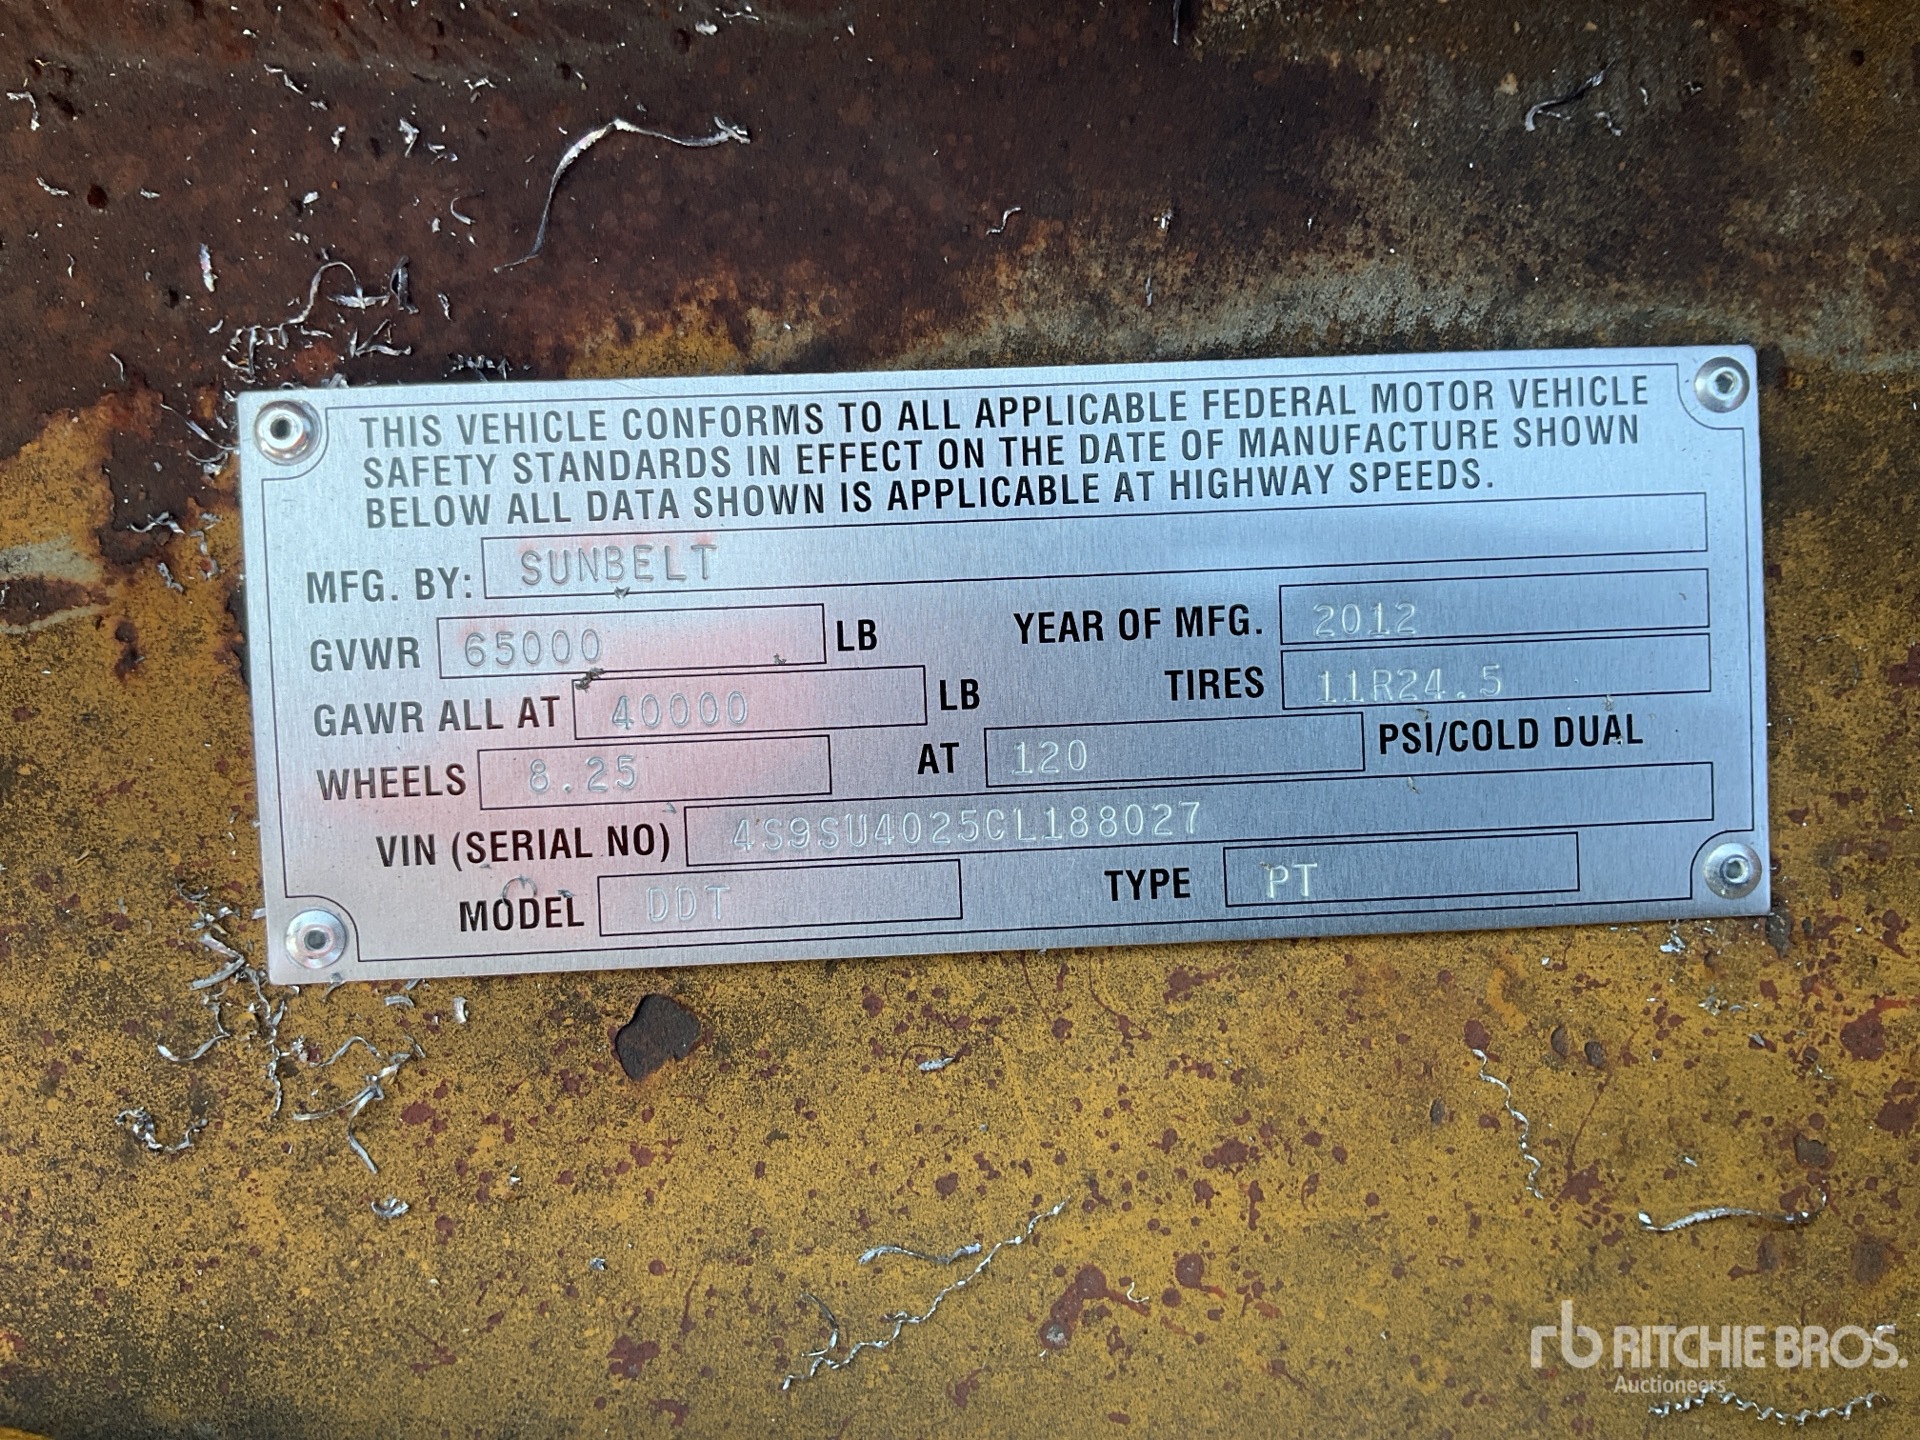 THIS VEHICLE CONFORMS TO ALL APPLICABLE FEDERAL MOTOR VEHICLE
SAFETY STANDARDS IN EFFECT ON THE DATE OF MANUFACTURE SHOWN
BELOW ALL DATA SHOWN IS APPLICABLE AT HIGHWAY SPEEDS.
MFG. BY: SUNBELT
GVWR 65000 LB YEAR OF MFG. 2012
GAWR ALL AT 40000 LB TIRES 11R24.5
WHEELS 8.25 AT 120 PSI/COLD DUAL
VIN (SERIAL NO) 4S9SU4025CL188027
MODEL DDT TYPE PT
rb RITCHIE BROS.
Auctioneers